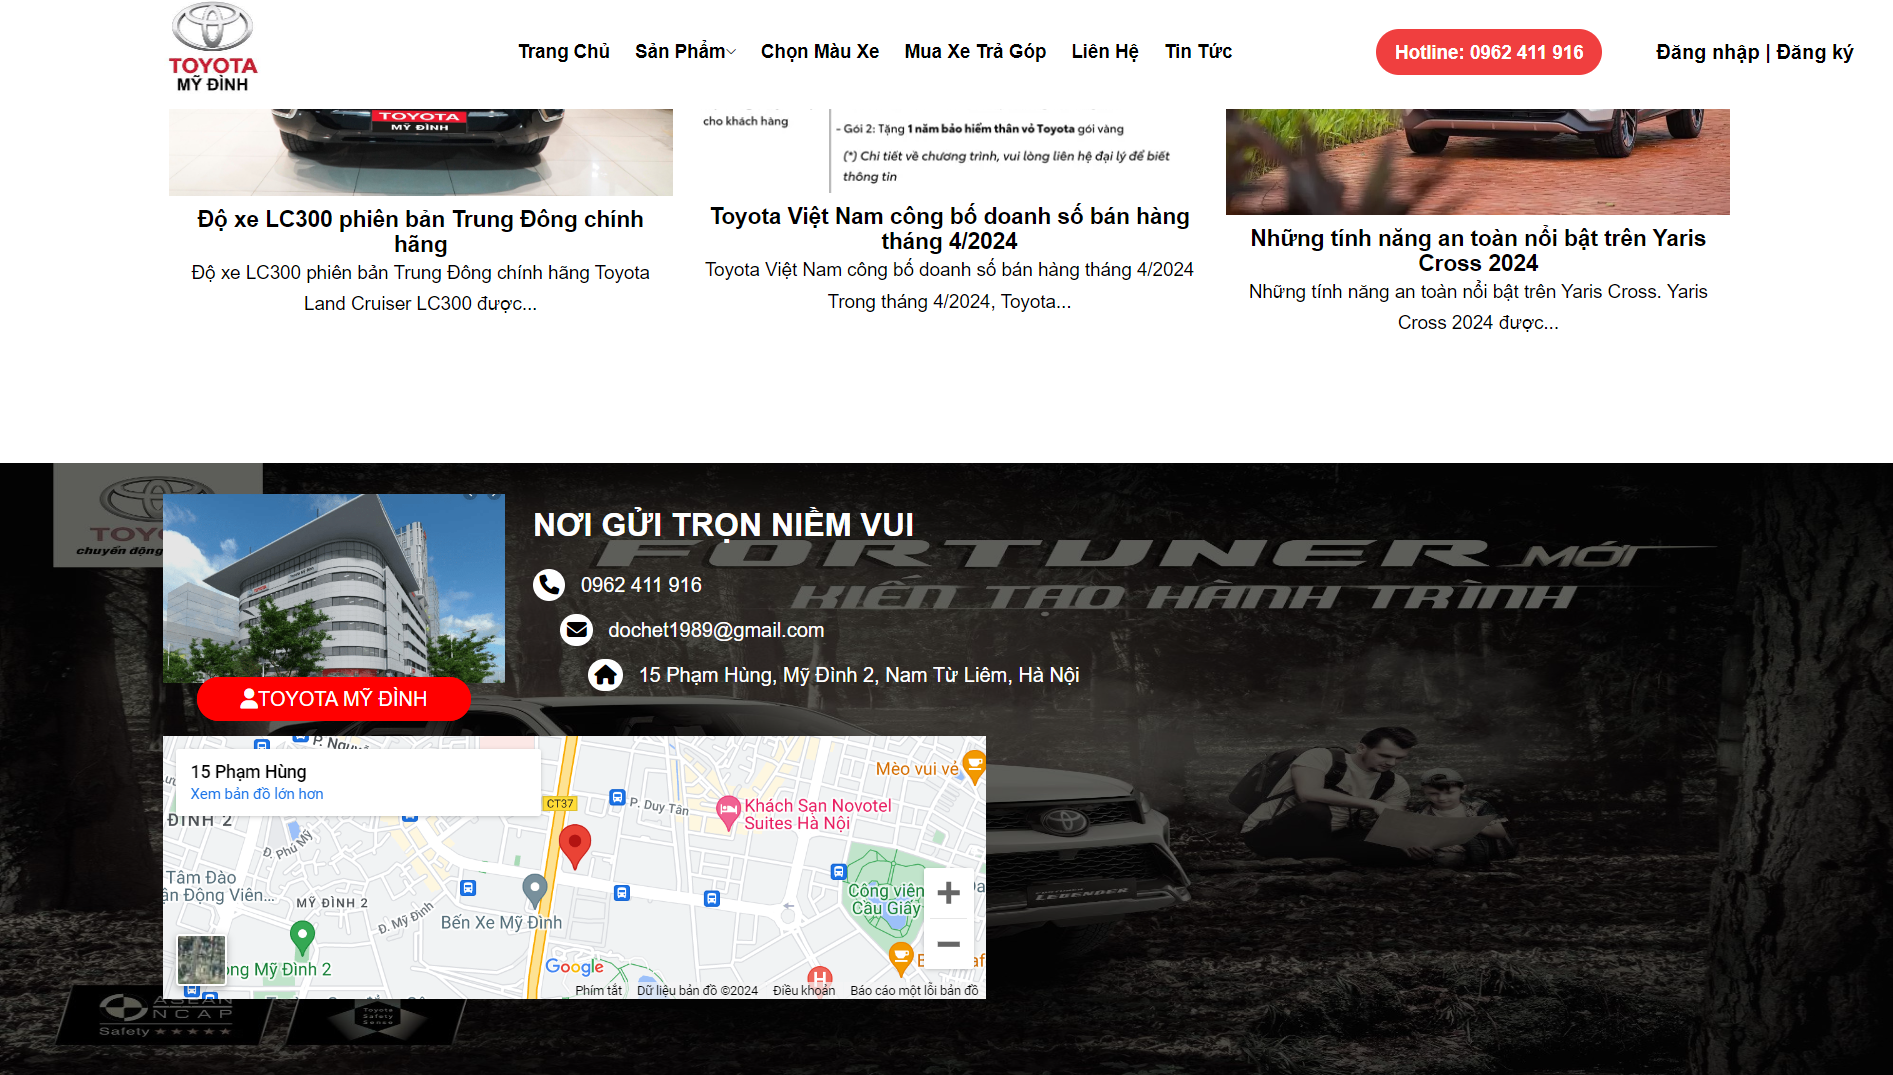 TOYOTA
MỸ ĐÌNH
Trang Chủ
Sản Phẩm
Chọn Màu Xe
Mua Xe Trả Góp
Liên Hệ
Tin Tức
Hotline: 0962 411 916
Đăng nhập | Đăng ký
TOYOTA
MỸ ĐÌNH
Độ xe LC300 phiên bản Trung Đông chính
hãng
Độ xe LC300 phiên bản Trung Đông chính hãng Toyota
Land Cruiser LC300 được...
cho khách hàng
- Gói 2: Tặng 1 năm bảo hiểm thân vỏ Toyota gói vàng
(*) Chi tiết về chương trình, vui lòng liên hệ đại lý để biết
thông tin
Toyota Việt Nam công bố doanh số bán hàng
tháng 4/2024
Toyota Việt Nam công bố doanh số bán hàng tháng 4/2024
Trong tháng 4/2024, Toyota...
Những tính năng an toàn nổi bật trên Yaris
Cross 2024
Những tính năng an toàn nổi bật trên Yaris Cross. Yaris
Cross 2024 được...
chuyển động
NƠI GỬI TRỌN NIỀM VUI
FORTUNER MỚI
KIẾN TẠO HÀNH TRÌNH
0962 411 916
dochet1989@gmail.com
15 Phạm Hùng, Mỹ Đình 2, Nam Từ Liêm, Hà Nội
TOYOTA MỸ ĐÌNH
15 Phạm Hùng
Xem bản đồ lớn hơn
ĐÌNH 2
Đ. Phú Mỹ
CT37
P. Duy Tân
Mèo vui vẻ
Khách Sạn Novotel
Suites Hà Nội
Tâm Đào
MỸ ĐÌNH 2
Đ. Mỹ Đình
Bến Xe Mỹ Đình
Công viên
Cầu Giấy
Mỹ Đình 2
Google
Phím tắt
Dữ liệu bản đồ ©2024
Điều khoản
Báo cáo một lỗi bản đồ
LEGENDER
ASEAN
NCAP
Safety
Toyota
Safety
Sense